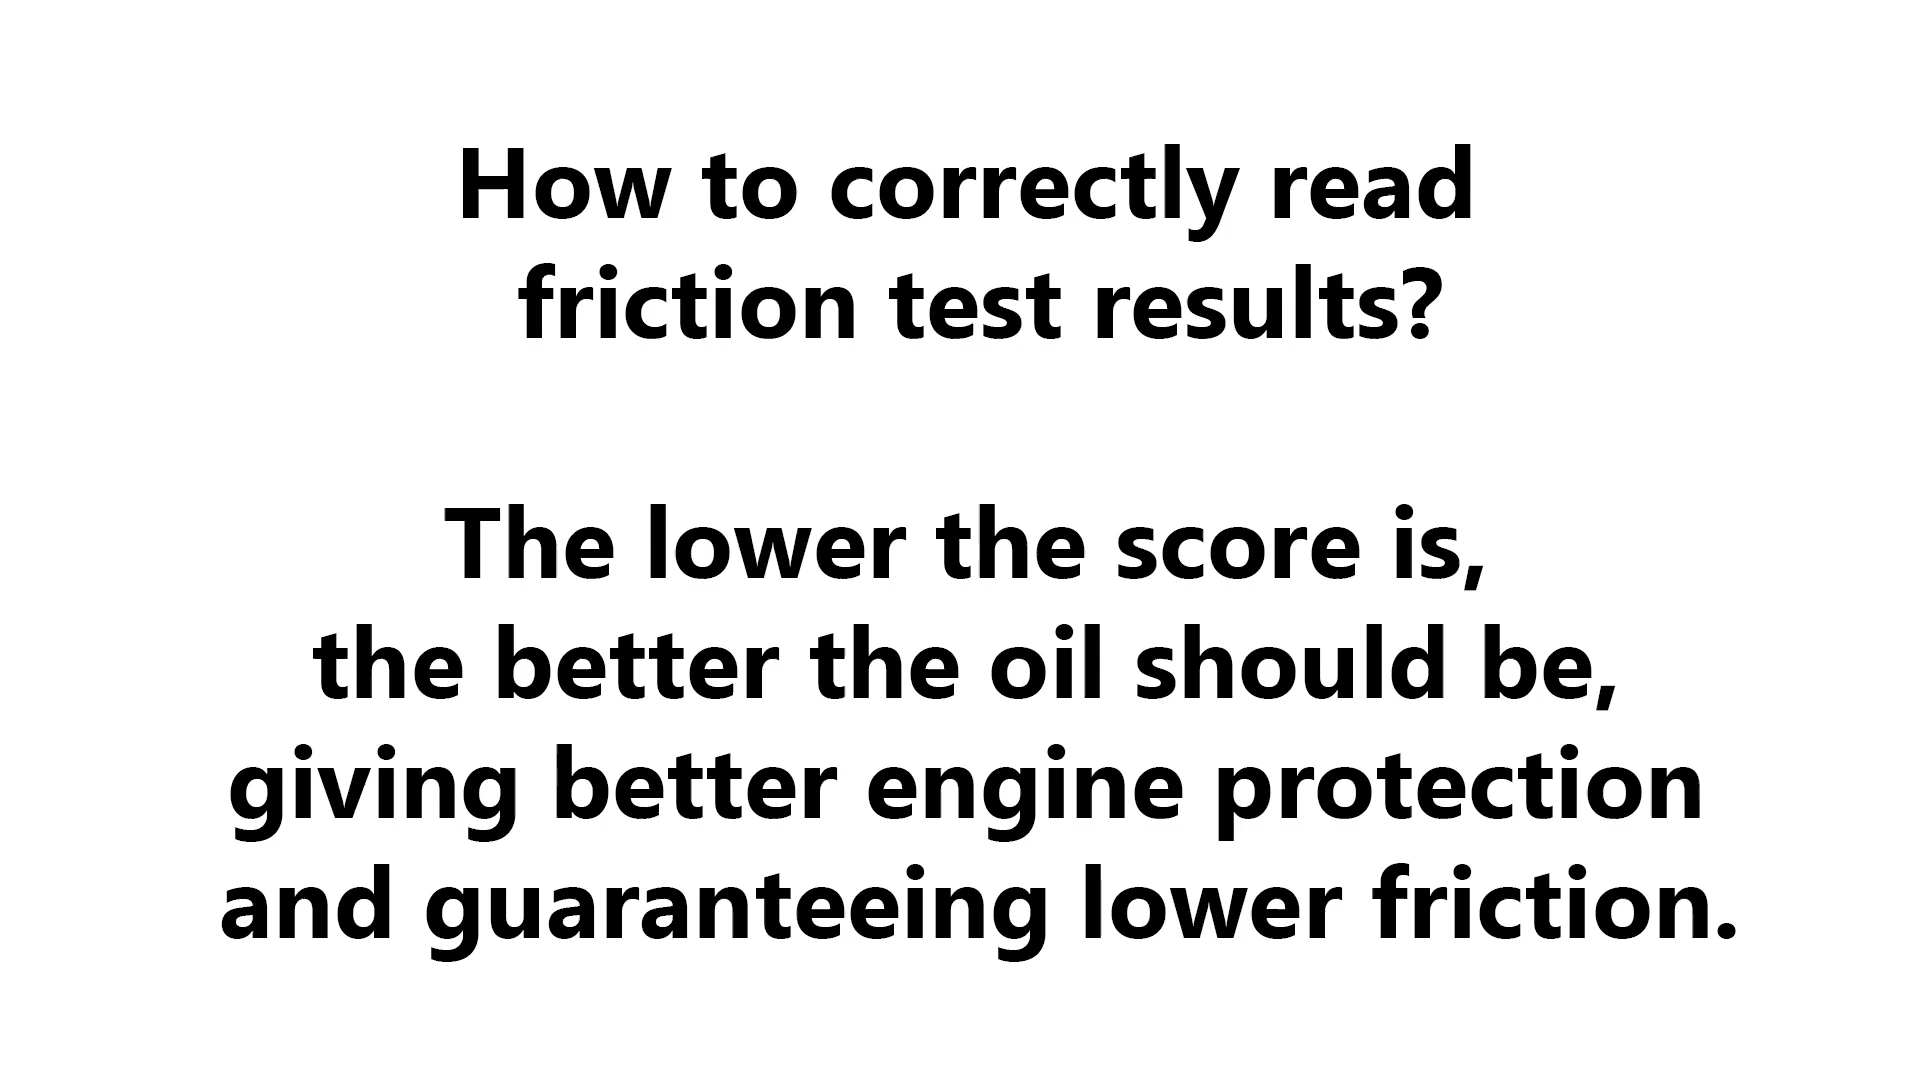 How to correctly read
friction test results?
The lower the score is,
the better the oil should be,
giving better engine protection
and guaranteeing lower friction.